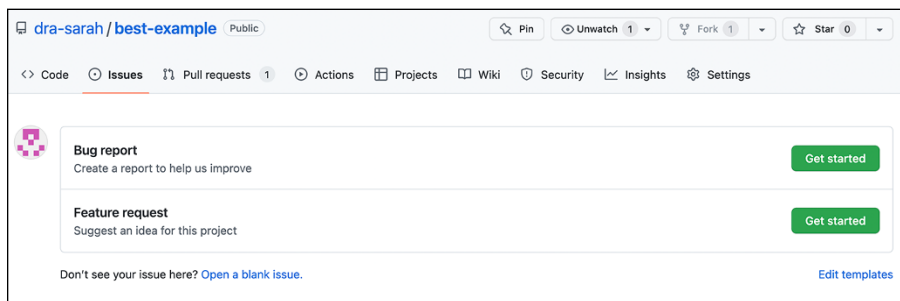 dra-sarah / best-example Public Pin Unwatch 1 Fork 1 Star 0
Code Issues Pull requests 1 Actions Projects Wiki Security Insights Settings
Bug report
Create a report to help us improve
Get started
Feature request
Suggest an idea for this project
Get started
Don't see your issue here? Open a blank issue. Edit templates